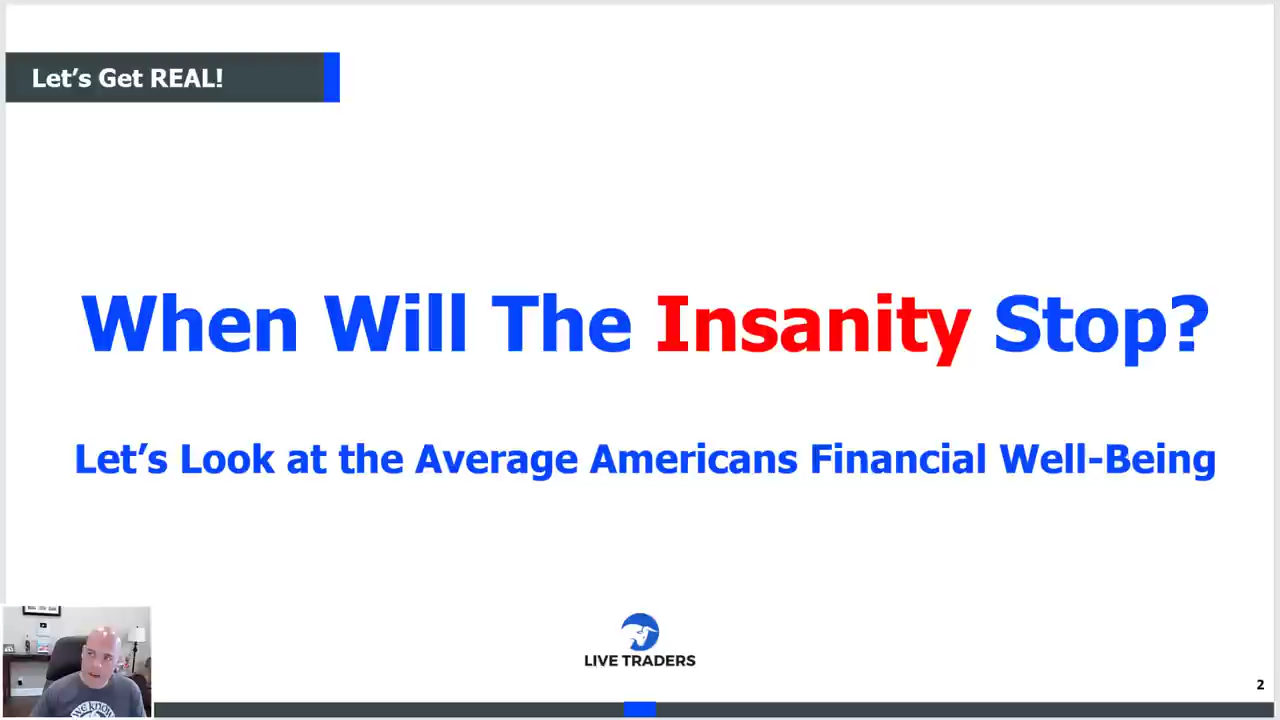 Let’s Get REAL!
When Will The Insanity Stop?
Let’s Look at the Average Americans Financial Well-Being
LIVE TRADERS
2